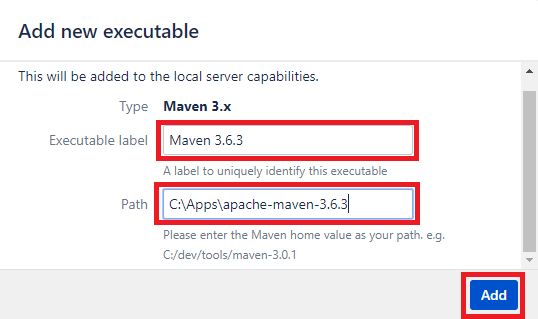 Add new executable
This will be added to the local server capabilities.
Type Maven 3.x
Executable label Maven 3.6.3
A label to uniquely identify this executable
Path C:\Apps\apache-maven-3.6.3
Please enter the Maven home value as your path. e.g.
C:/dev/tools/maven-3.0.1
Add